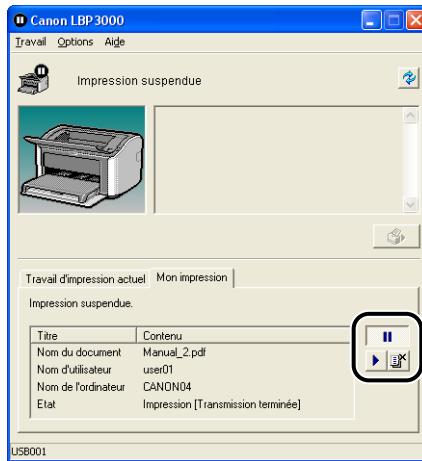 Canon LBP3000
Travail Options Aide
Impression suspendue
Travail d'impression actuel Mon impression
Impression suspendue.
Titre Contenu
Nom du document Manual_2.pdf
Nom d'utilisateur user01
Nom de l'ordinateur CANON04
Etat Impression [Transmission terminée]
USB001